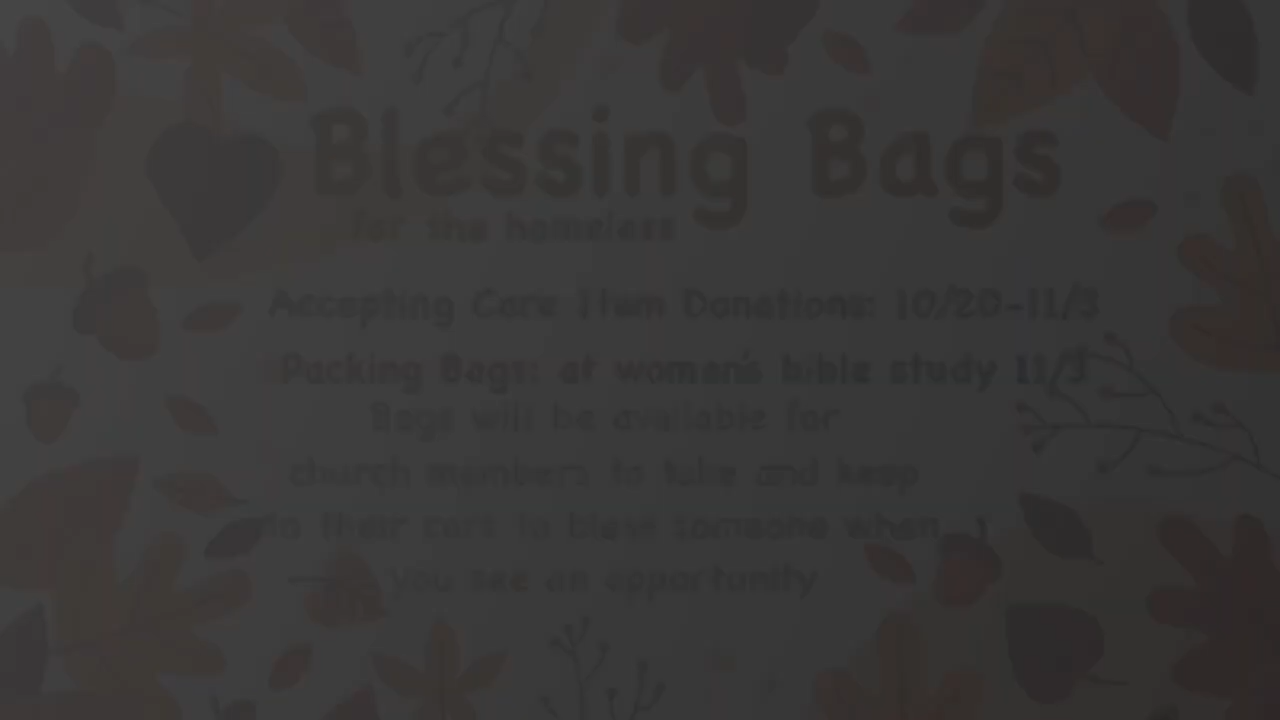 Blessing Bags
for the homeless
Accepting Care Item Donations: 10/20-11/3
Packing Bags: at woman's bible study 11/3
Bags will be available for
church members to take and keep
to their cars to bless someone when
you see an opportunity